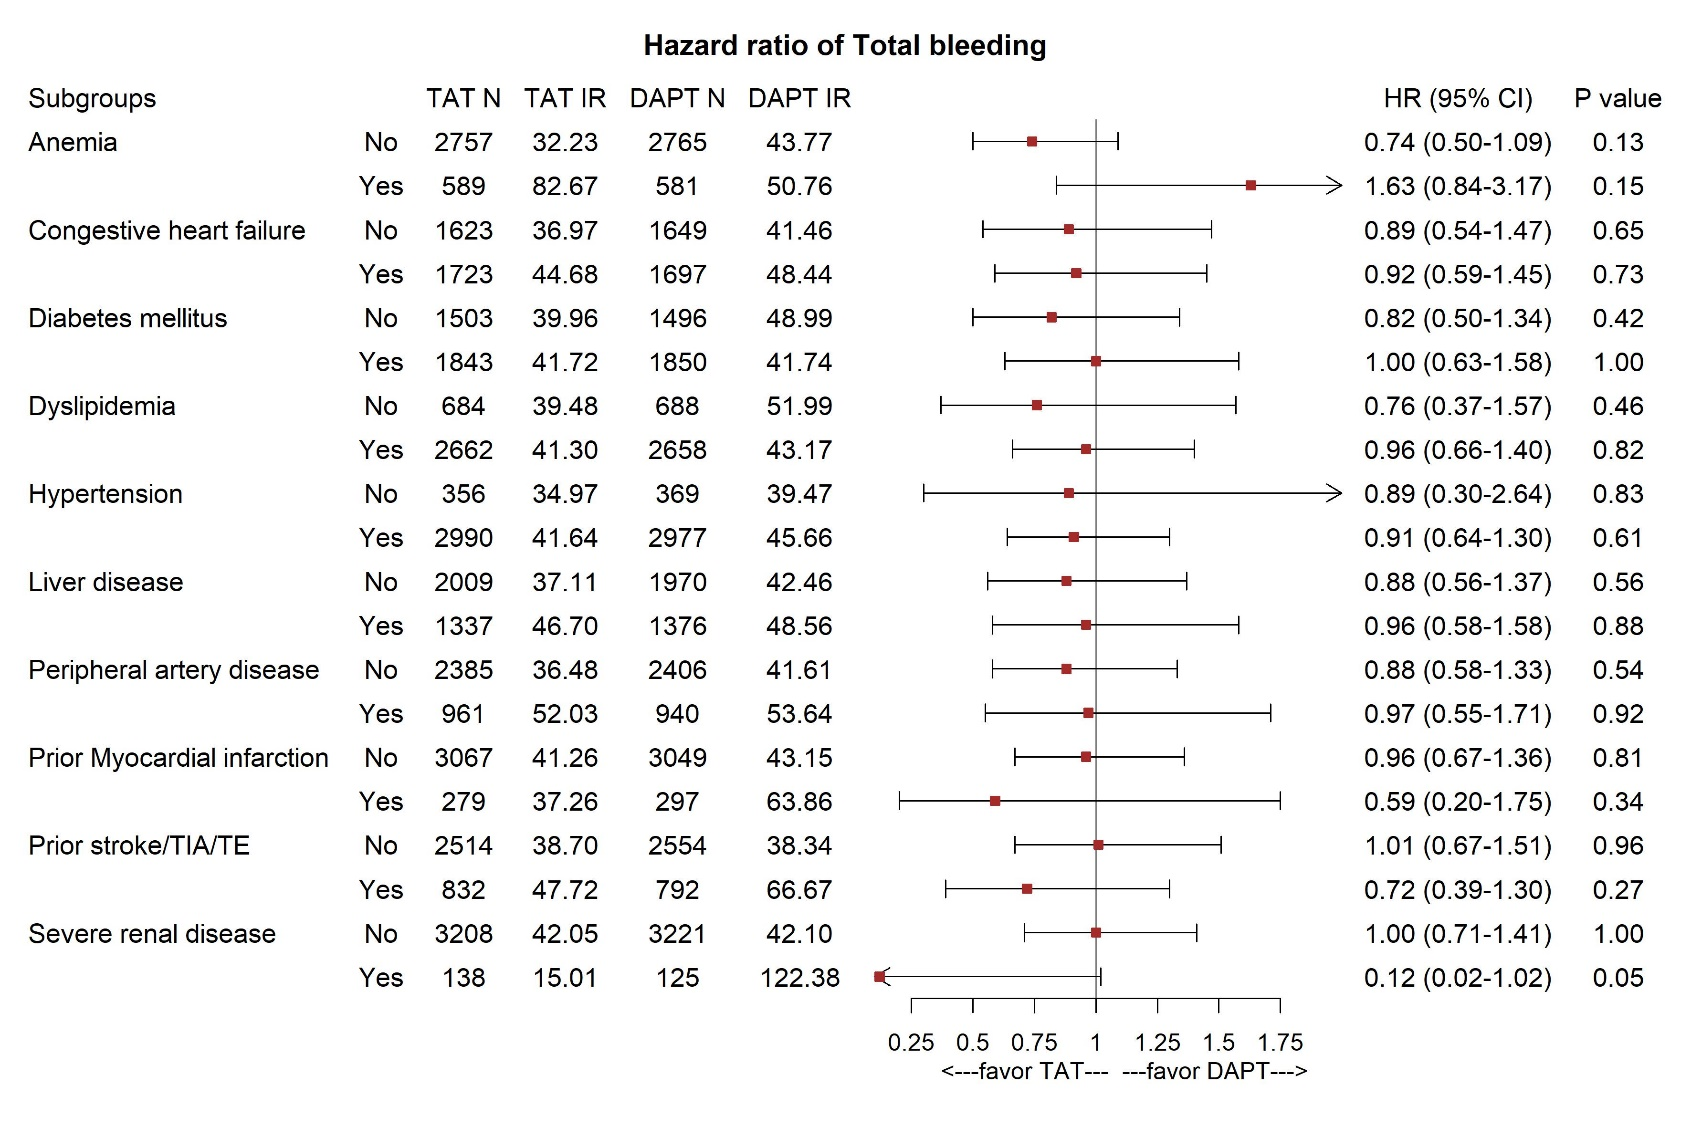 Hazard ratio of Total bleeding
Subgroups TAT N TAT IR DAPT N DAPT IR HR (95% CI) P value
Anemia No 2757 32.23 2765 43.77 0.74 (0.50-1.09) 0.13
Yes 589 82.67 581 50.76 1.63 (0.84-3.17) 0.15
Congestive heart failure No 1623 36.97 1649 41.46 0.89 (0.54-1.47) 0.65
Yes 1723 44.68 1697 48.44 0.92 (0.59-1.45) 0.73
Diabetes mellitus No 1503 39.96 1496 48.99 0.82 (0.50-1.34) 0.42
Yes 1843 41.72 1850 41.74 1.00 (0.63-1.58) 1.00
Dyslipidemia No 684 39.48 688 51.99 0.76 (0.37-1.57) 0.46
Yes 2662 41.30 2658 43.17 0.96 (0.66-1.40) 0.82
Hypertension No 356 34.97 369 39.47 0.89 (0.30-2.64) 0.83
Yes 2990 41.64 2977 45.66 0.91 (0.64-1.30) 0.61
Liver disease No 2009 37.11 1970 42.46 0.88 (0.56-1.37) 0.56
Yes 1337 46.70 1376 48.56 0.96 (0.58-1.58) 0.88
Peripheral artery disease No 2385 36.48 2406 41.61 0.88 (0.58-1.33) 0.54
Yes 961 52.03 940 53.64 0.97 (0.55-1.71) 0.92
Prior Myocardial infarction No 3067 41.26 3049 43.15 0.96 (0.67-1.36) 0.81
Yes 279 37.26 297 63.86 0.59 (0.20-1.75) 0.34
Prior stroke/TIA/TE No 2514 38.70 2554 38.34 1.01 (0.67-1.51) 0.96
Yes 832 47.72 792 66.67 0.72 (0.39-1.30) 0.27
Severe renal disease No 3208 42.05 3221 42.10 1.00 (0.71-1.41) 1.00
Yes 138 15.01 125 122.38 0.12 (0.02-1.02) 0.05
0.25 0.5 0.75 1 1.25 1.5 1.75
<---favor TAT--- ---favor DAPT--->